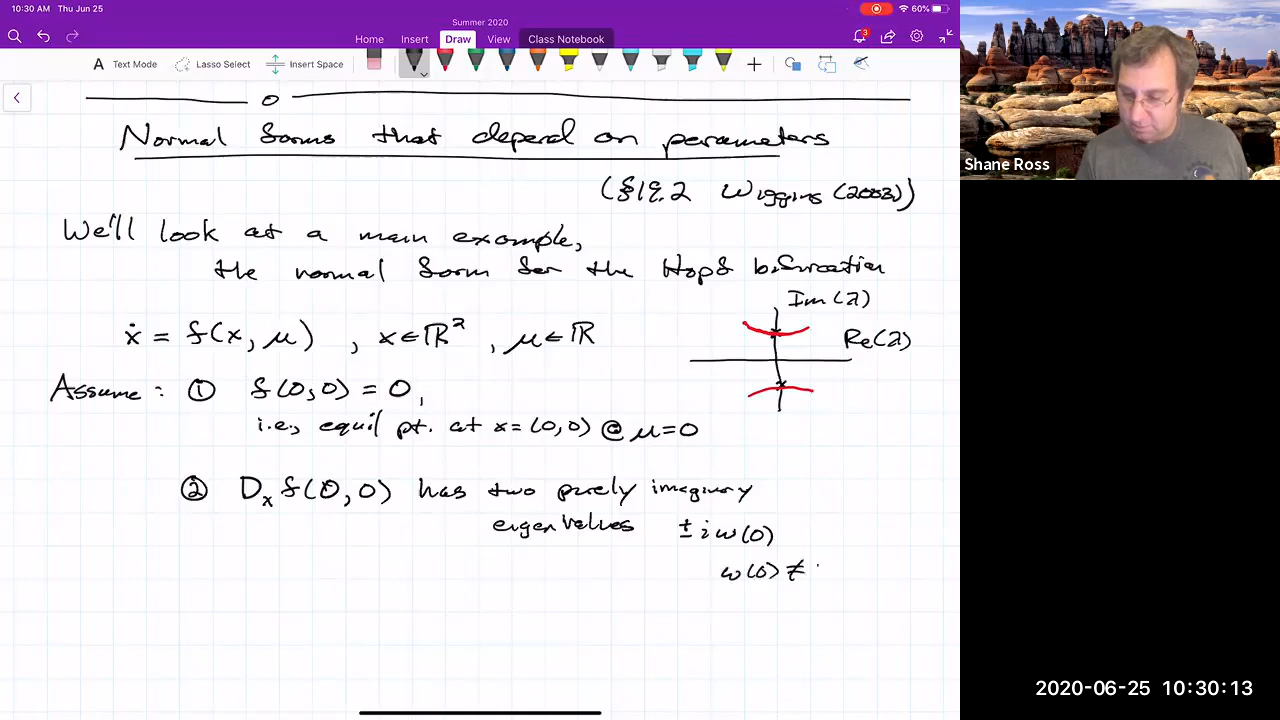 10:30 AM Thu Jun 25
60%
Summer 2020
Home Insert Draw View Class Notebook
3
A Text Mode Lasso Select Insert Space
Normal forms that depend on parameters
(§19.2 Wiggins (2003))
We'll look at a main example,
the normal form for the Hopf bifurcation
Im(λ)
Re(λ)
ẋ = f(x, μ) , x∈ℝ² , μ∈ℝ
Assume : ① f(0,0) = 0,
i.e., equil pt. at x=(0,0) @ μ=0
② Dₓ f(0,0) has two purely imaginary
eigenvalues ± i ω(0)
ω(0) ≠
Shane Ross
2020-06-25 10:30:13